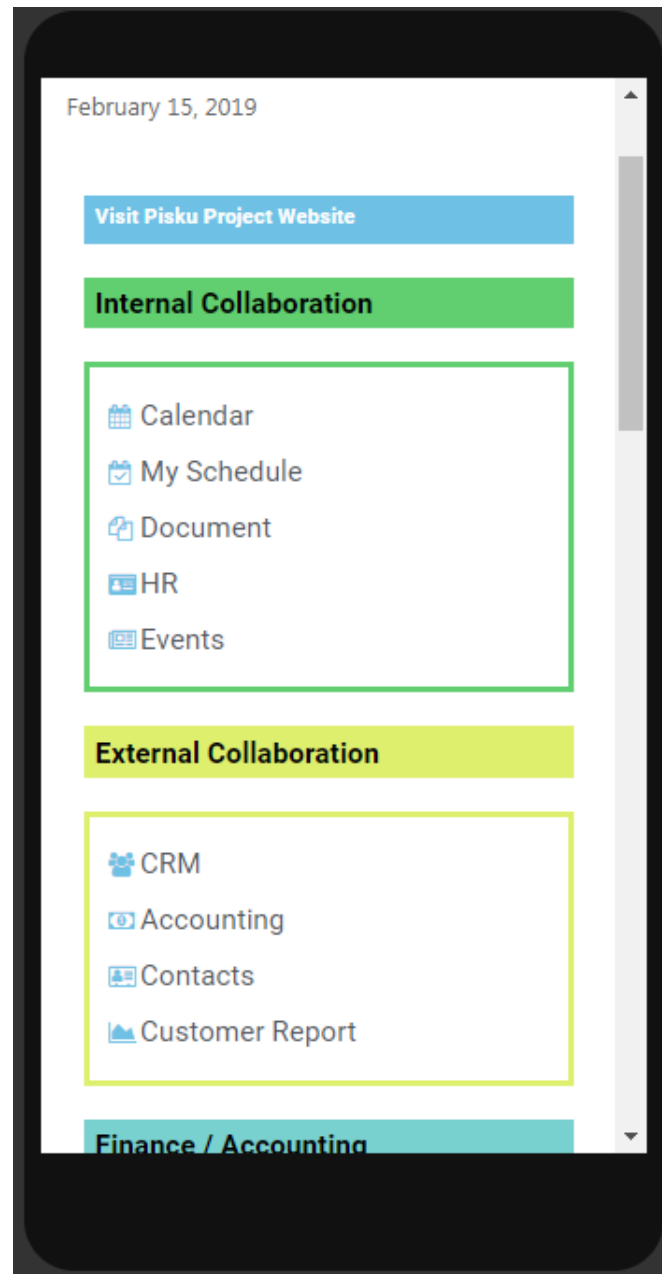 February 15, 2019
Visit Pisku Project Website
Internal Collaboration
Calendar
My Schedule
Document
HR
Events
External Collaboration
CRM
Accounting
Contacts
Customer Report
Finance / Accounting